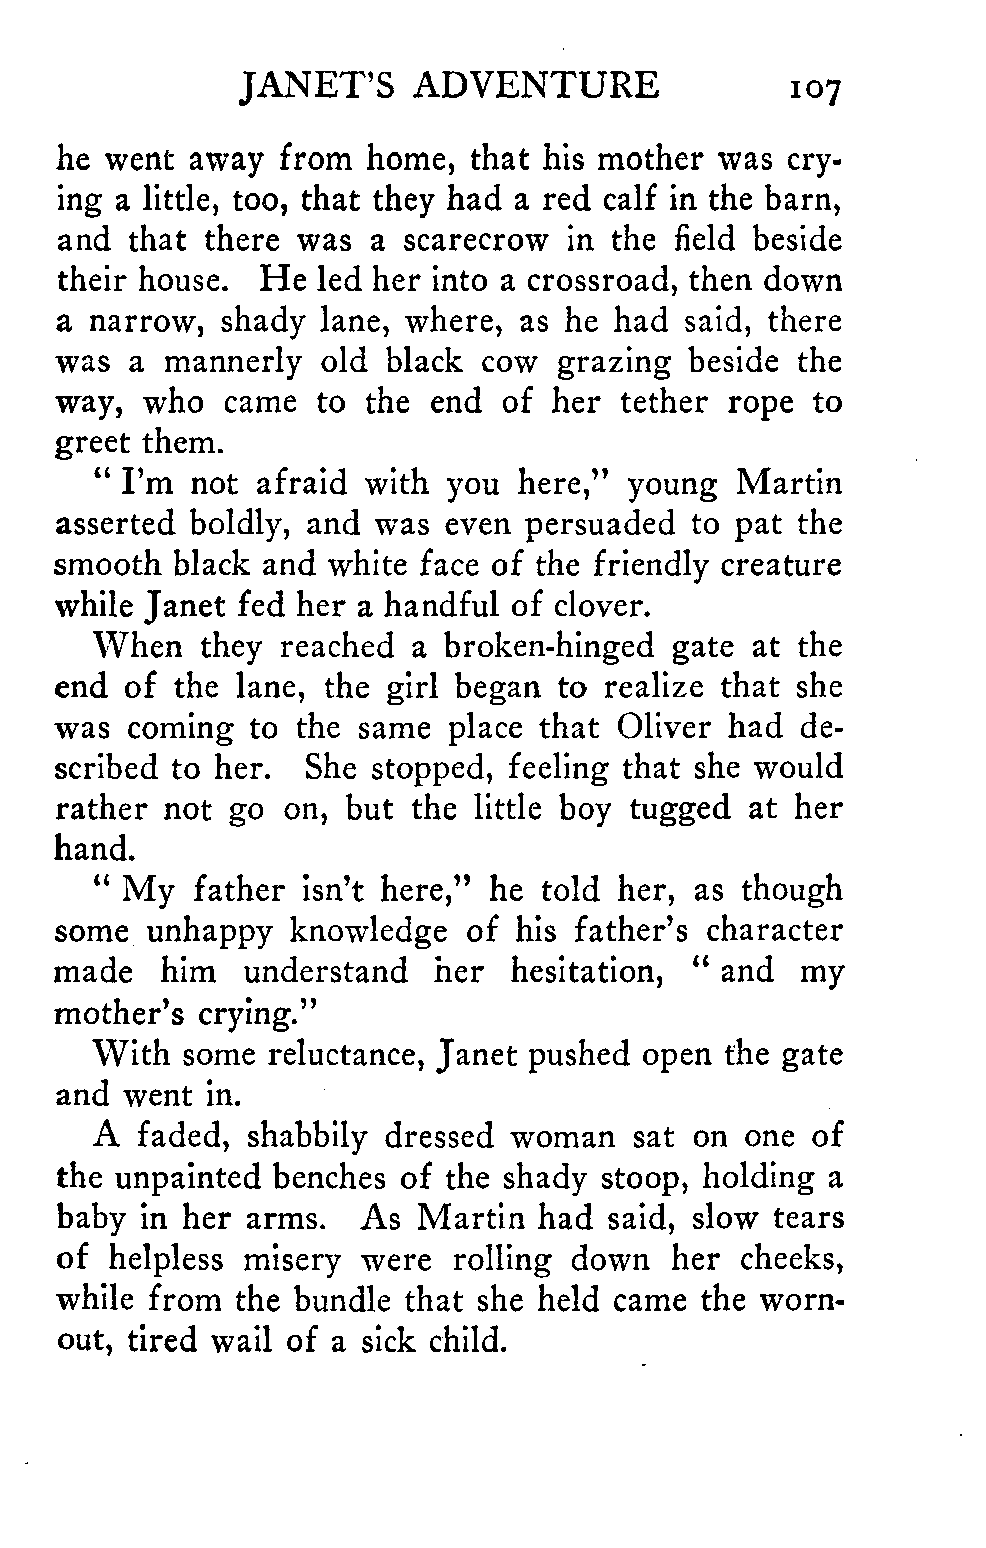 JANET'S ADVENTURE 107
he went away from home, that his mother was cry-
ing a little, too, that they had a red calf in the barn,
and that there was a scarecrow in the field beside
their house. He led her into a crossroad, then down
a narrow, shady lane, where, as he had said, there
was a mannerly old black cow grazing beside the
way, who came to the end of her tether rope to
greet them.
" I'm not afraid with you here," young Martin
asserted boldly, and was even persuaded to pat the
smooth black and white face of the friendly creature
while Janet fed her a handful of clover.
When they reached a broken-hinged gate at the
end of the lane, the girl began to realize that she
was coming to the same place that Oliver had de-
scribed to her. She stopped, feeling that she would
rather not go on, but the little boy tugged at her
hand.
" My father isn't here," he told her, as though
some unhappy knowledge of his father's character
made him understand her hesitation, " and my
mother's crying."
With some reluctance, Janet pushed open the gate
and went in.
A faded, shabbily dressed woman sat on one of
the unpainted benches of the shady stoop, holding a
baby in her arms. As Martin had said, slow tears
of helpless misery were rolling down her cheeks,
while from the bundle that she held came the worn-
out, tired wail of a sick child.